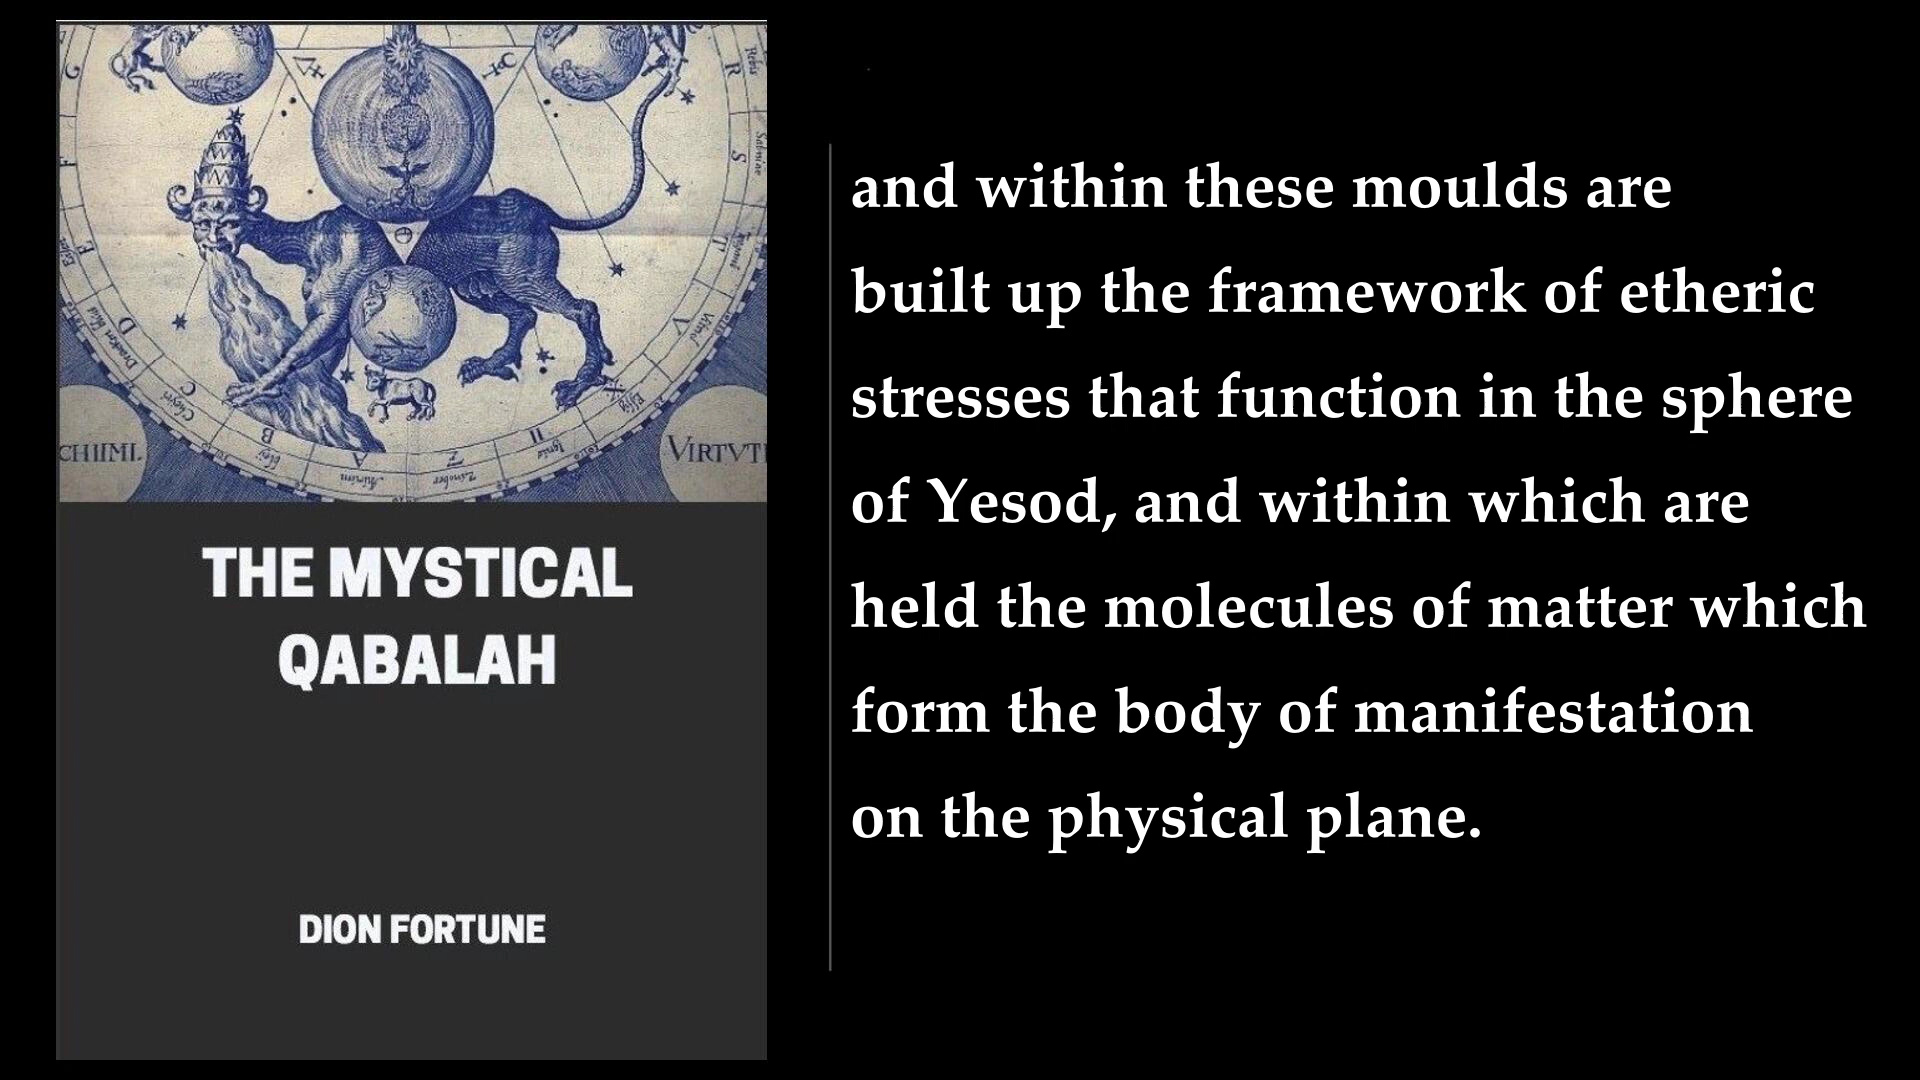 CHIIMI.
VIRTVTI
THE MYSTICAL
QABALAH
DION FORTUNE
and within these moulds are
built up the framework of etheric
stresses that function in the sphere
of Yesod, and within which are
held the molecules of matter which
form the body of manifestation
on the physical plane.